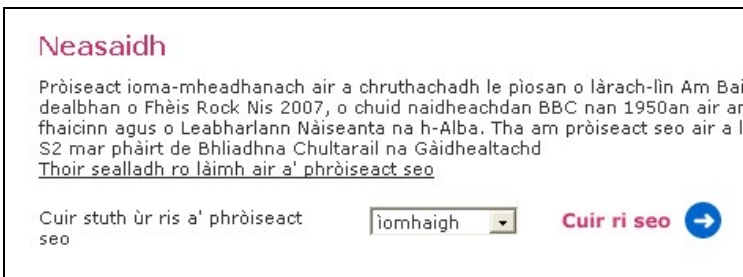 Neasaidh
Pròiseact ioma-mheadhanach air a chruthachadh le pìosan o làrach-lìn Am Bai
dealbhan o Fhèis Rock Nis 2007, o chuid naidheachdan BBC nan 1950an air ar
fhaicinn agus o Leabharlann Nàiseanta na h-Alba. Tha am pròiseact seo air a l
S2 mar phàirt de Bhliadhna Chultarail na Gàidhealtachd
Thoir sealladh ro làimh air a' phròiseact seo
Cuir stuth ùr ris a' phròiseact
seo
ìomhaigh
Cuir ri seo